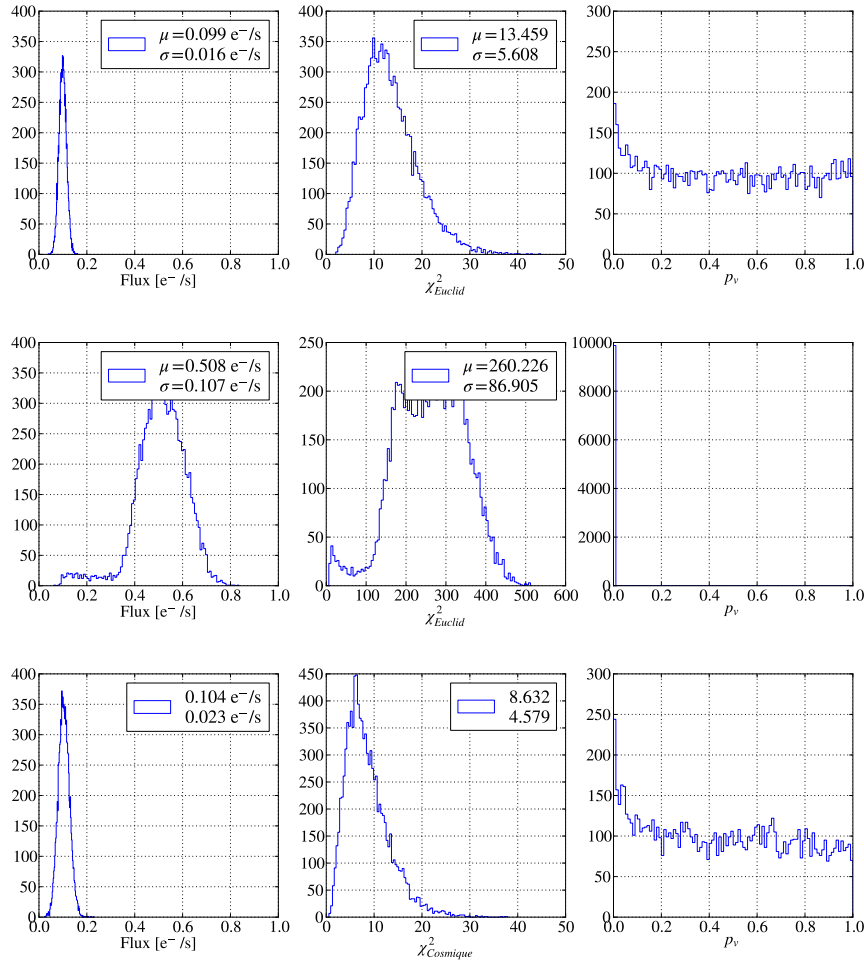 400
350
300
250
200
150
100
50
0
0.0 0.2 0.4 0.6 0.8 1.0
Flux [e⁻/s]
μ=0.099 e⁻/s
σ=0.016 e⁻/s
400
350
300
250
200
150
100
50
0
0 10 20 30 40 50
χ²_Euclid
μ=13.459
σ=5.608
300
250
200
150
100
50
0
0.0 0.2 0.4 0.6 0.8 1.0
p_v
400
350
300
250
200
150
100
50
0
0.0 0.2 0.4 0.6 0.8 1.0
Flux [e⁻/s]
μ=0.508 e⁻/s
σ=0.107 e⁻/s
250
200
150
100
50
0
0 100 200 300 400 500 600
χ²_Euclid
μ=260.226
σ=86.905
10000
8000
6000
4000
2000
0
0.0 0.2 0.4 0.6 0.8 1.0
p_v
400
350
300
250
200
150
100
50
0
0.0 0.2 0.4 0.6 0.8 1.0
Flux [e⁻/s]
0.104 e⁻/s
0.023 e⁻/s
450
400
350
300
250
200
150
100
50
0
0 10 20 30 40 50
χ²_Cosmique
8.632
4.579
300
250
200
150
100
50
0
0.0 0.2 0.4 0.6 0.8 1.0
p_v